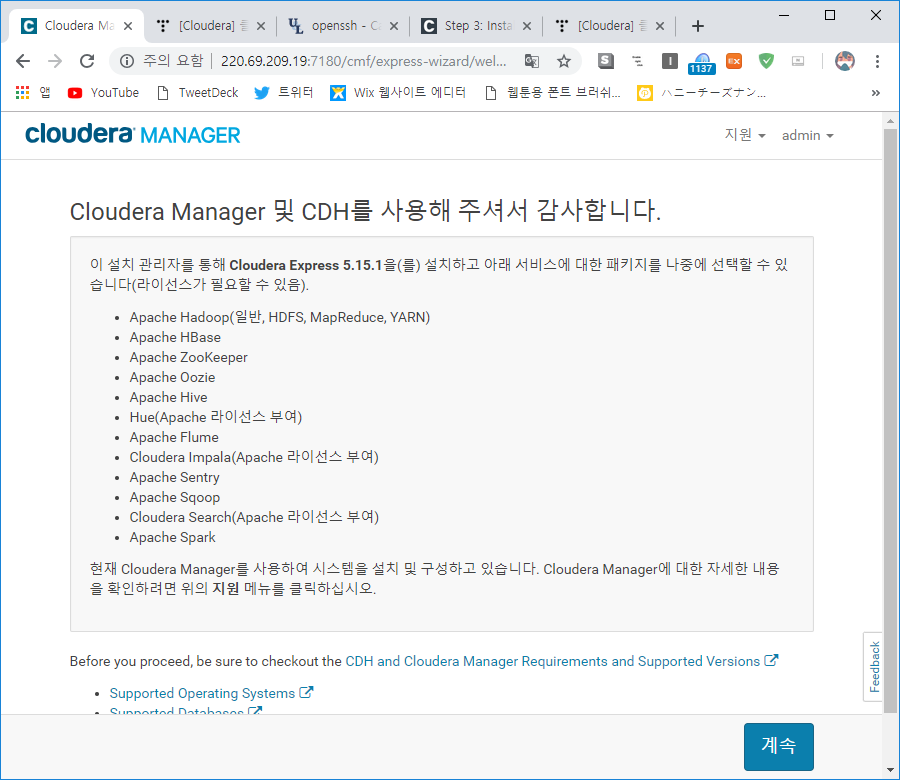 Cloudera Ma
[Cloudera]
openssh - C
Step 3: Insta
[Cloudera]
주의 요함 | 220.69.209.19:7180/cmf/express-wizard/wel...
1137
앱 YouTube TweetDeck 트위터 Wix 웹사이트 에디터 웹툰용 폰트 브러쉬... ハニーチーズナン... »
cloudera MANAGER
지원 admin
Cloudera Manager 및 CDH를 사용해 주셔서 감사합니다.
이 설치 관리자를 통해 Cloudera Express 5.15.1을(를) 설치하고 아래 서비스에 대한 패키지를 나중에 선택할 수 있
습니다(라이선스가 필요할 수 있음).
• Apache Hadoop(일반, HDFS, MapReduce, YARN)
• Apache HBase
• Apache ZooKeeper
• Apache Oozie
• Apache Hive
• Hue(Apache 라이선스 부여)
• Apache Flume
• Cloudera Impala(Apache 라이선스 부여)
• Apache Sentry
• Apache Sqoop
• Cloudera Search(Apache 라이선스 부여)
• Apache Spark
현재 Cloudera Manager를 사용하여 시스템을 설치 및 구성하고 있습니다. Cloudera Manager에 대한 자세한 내용
을 확인하려면 위의 지원 메뉴를 클릭하십시오.
Before you proceed, be sure to checkout the CDH and Cloudera Manager Requirements and Supported Versions
• Supported Operating Systems
• Supported Databases
Feedback
계속